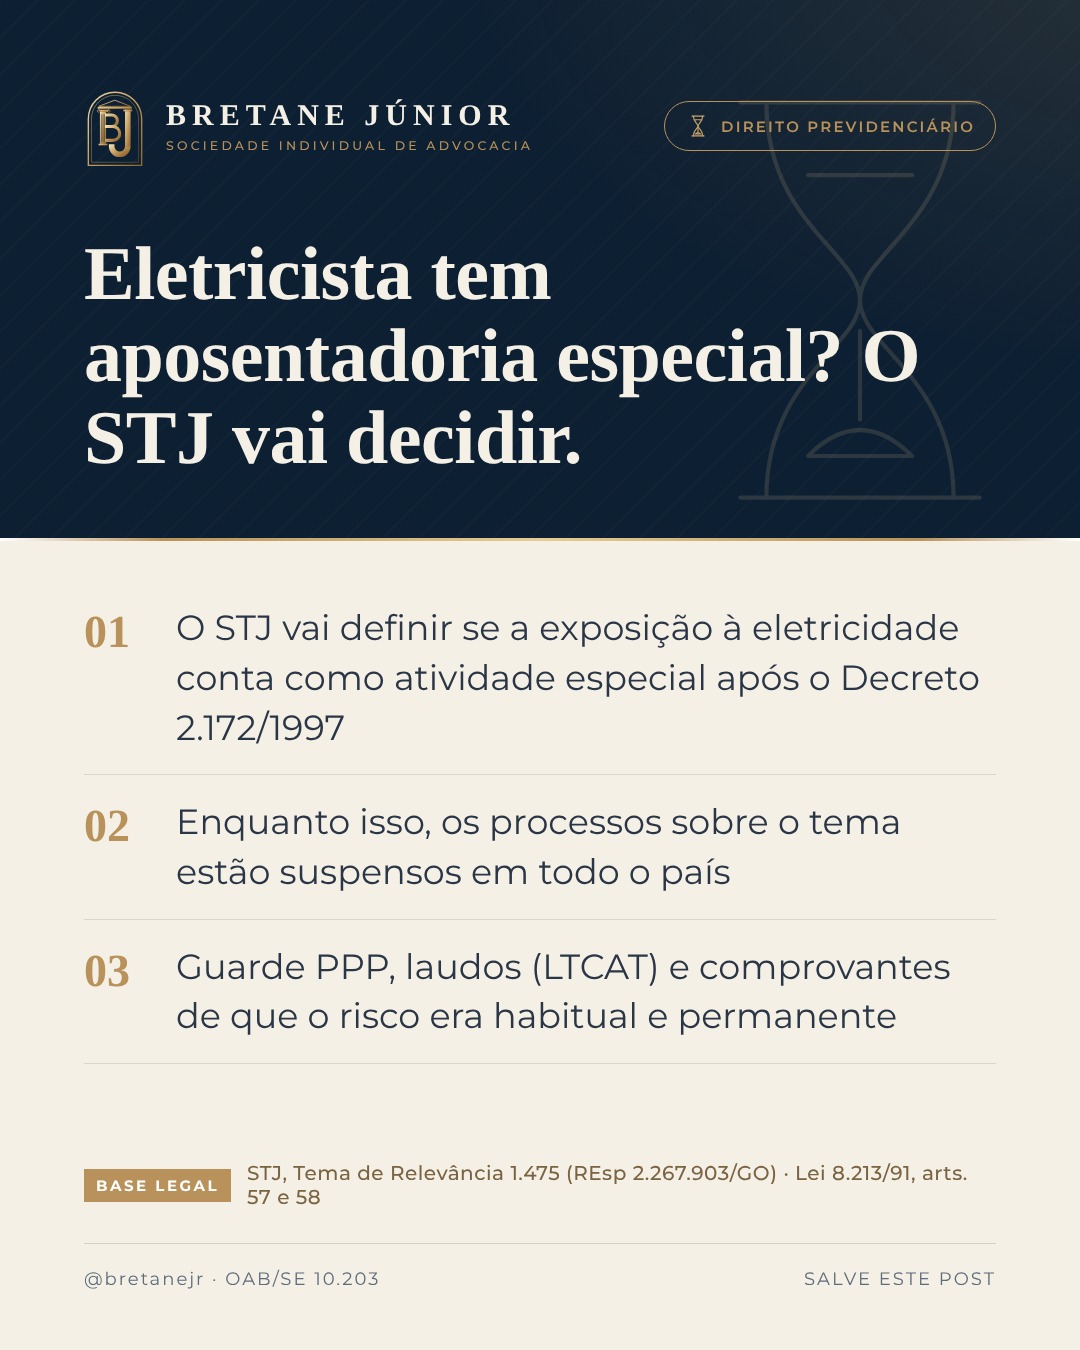 BJ
BRETANE JÚNIOR
SOCIEDADE INDIVIDUAL DE ADVOCACIA
DIREITO PREVIDENCIÁRIO
Eletricista tem
aposentadoria especial? O
STJ vai decidir.
01
O STJ vai definir se a exposição à eletricidade
conta como atividade especial após o Decreto
2.172/1997
02
Enquanto isso, os processos sobre o tema
estão suspensos em todo o país
03
Guarde PPP, laudos (LTCAT) e comprovantes
de que o risco era habitual e permanente
BASE LEGAL
STJ, Tema de Relevância 1.475 (REsp 2.267.903/GO) · Lei 8.213/91, arts.
57 e 58
@bretanejr · OAB/SE 10.203
SALVE ESTE POST